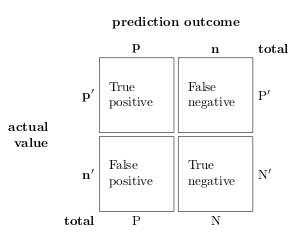 prediction outcome
p n total
p′ True positive False negative P′
actual value
n′ False positive True negative N′
total P N